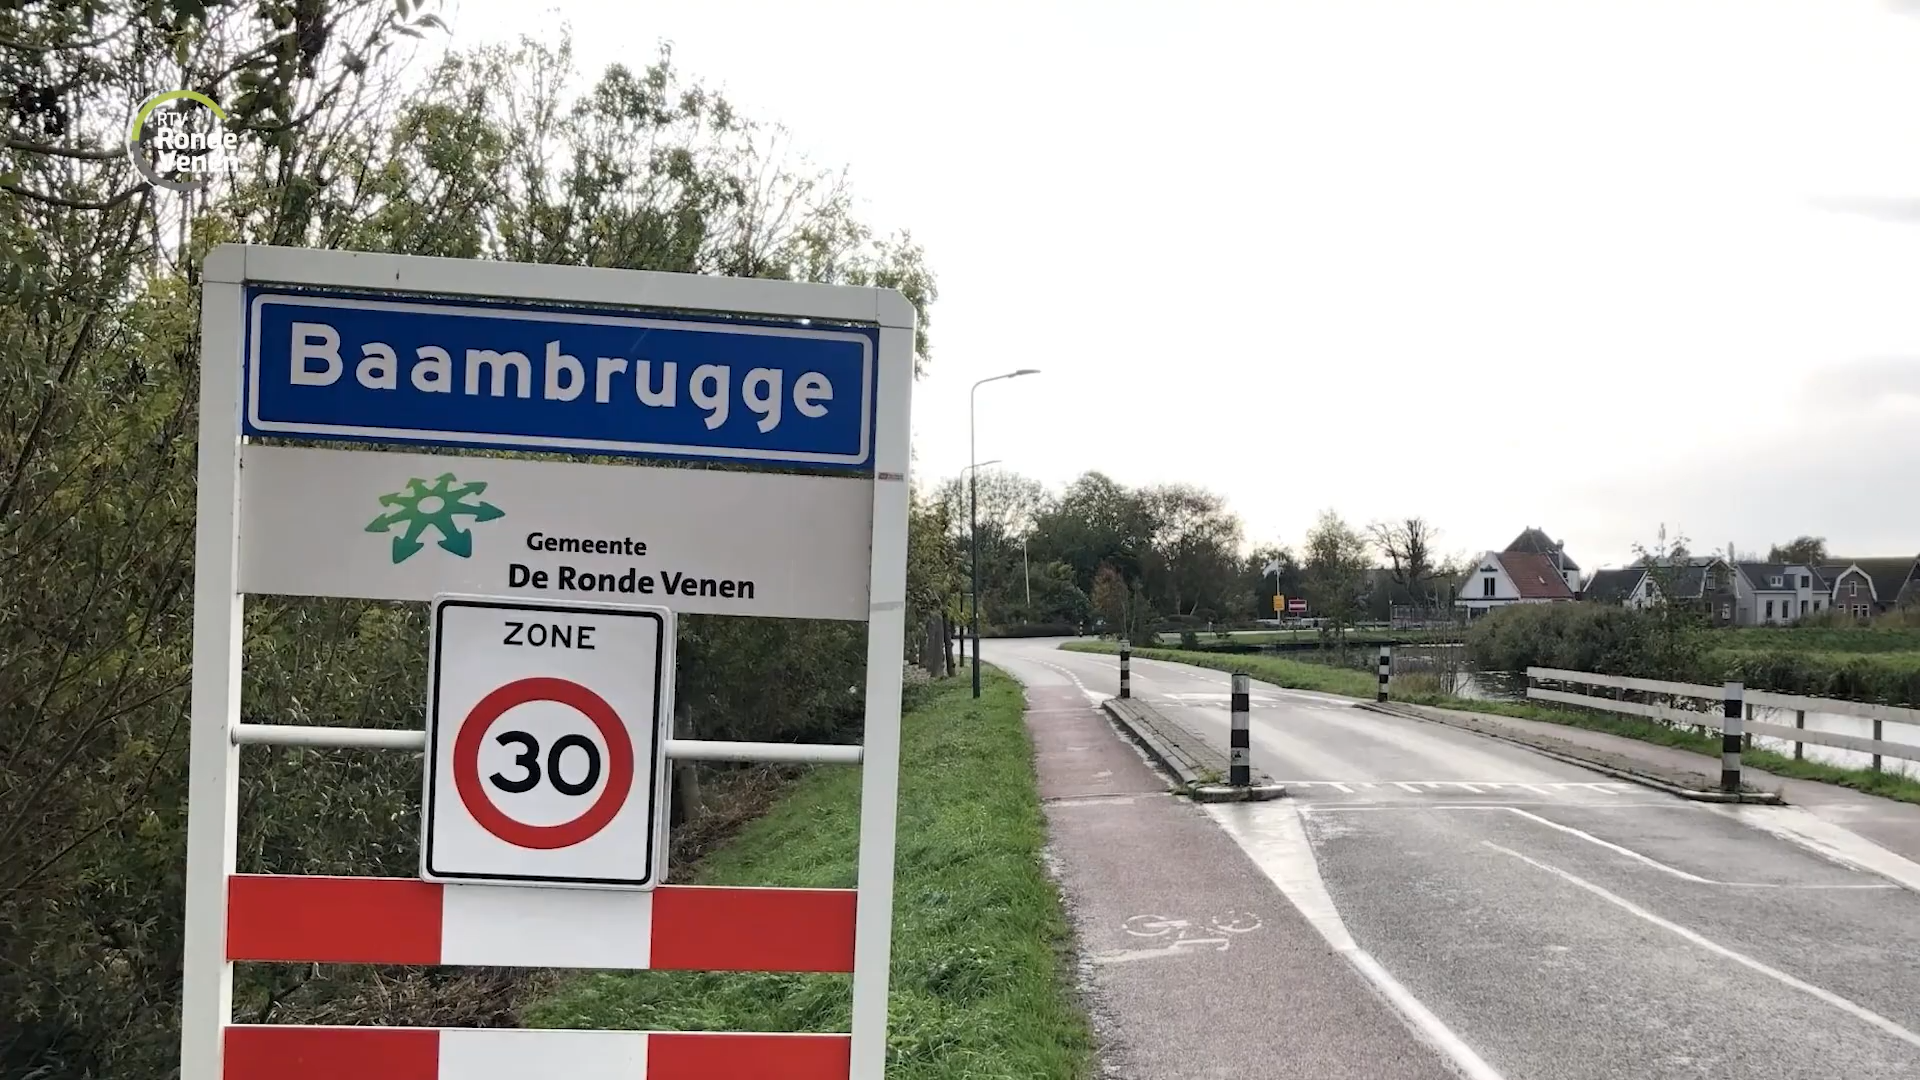 RTV
Ronde
Venen
Baambrugge
Gemeente
De Ronde Venen
ZONE
30